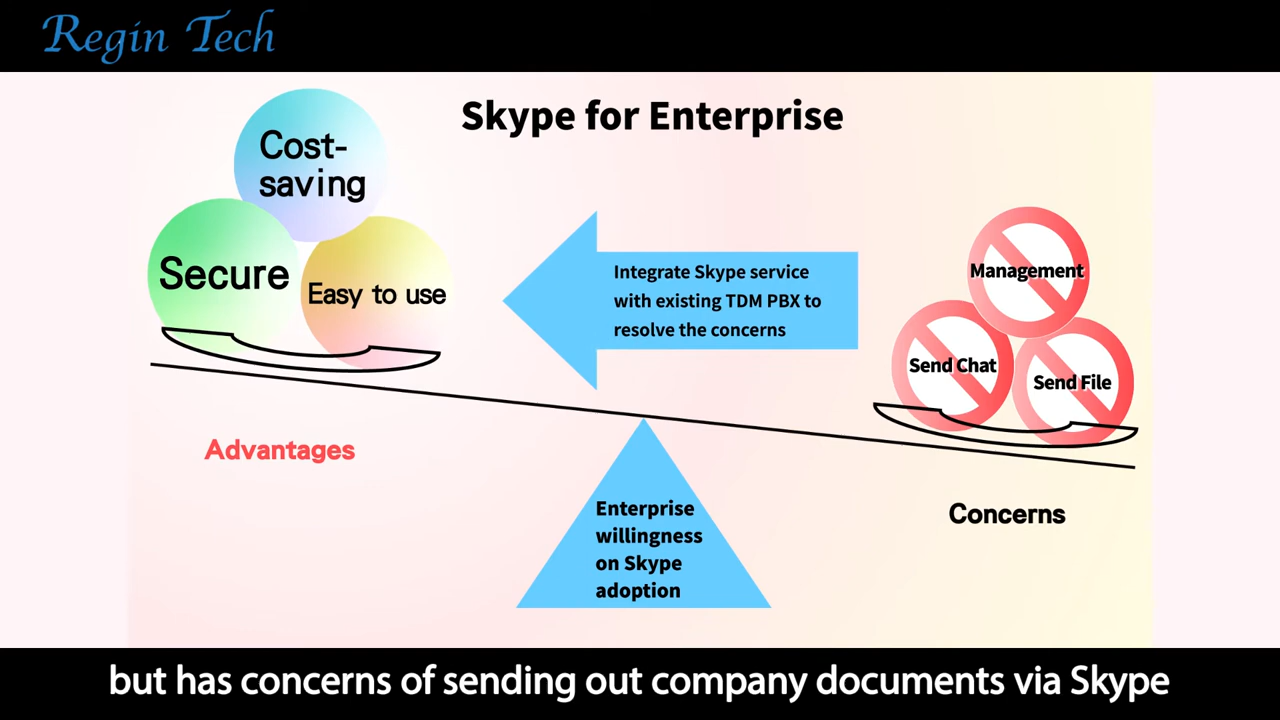 Regin Tech
Skype for Enterprise
Cost-
saving
Secure
Easy to use
Integrate Skype service
with existing TDM PBX to
resolve the concerns
Management
Send Chat
Send File
Advantages
Concerns
Enterprise
willingness
on Skype
adoption
but has concerns of sending out company documents via Skype